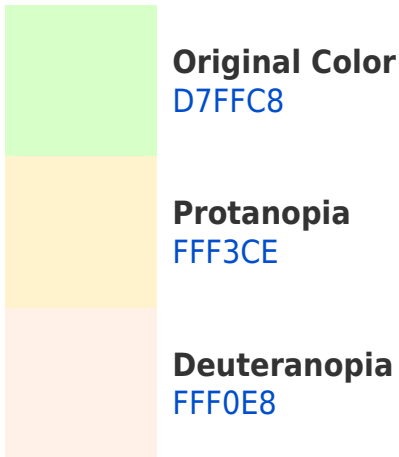 Original Color
D7FFC8
Protanopia
FFF3CE
Deuteranopia
FFF0E8